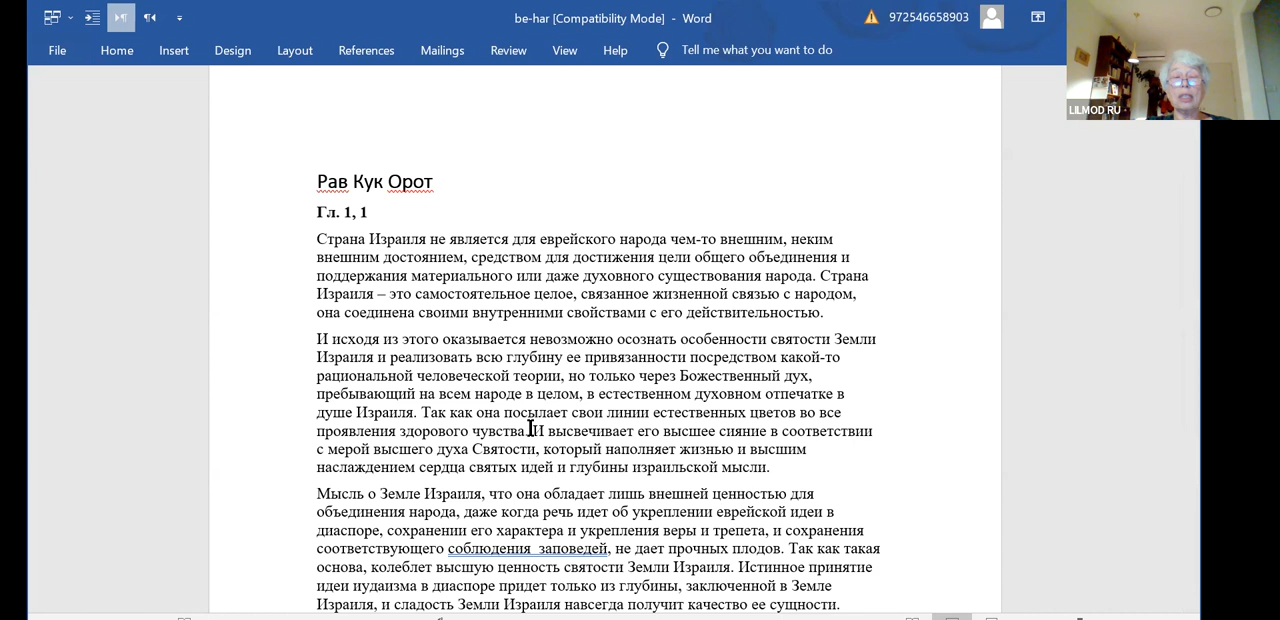 be-har [Compatibility Mode] - Word
972546658903
File Home Insert Design Layout References Mailings Review View Help Tell me what you want to do
LILMOD RU
Рав Кук Орот
Гл. 1, 1
Страна Израиля не является для еврейского народа чем-то внешним, неким
внешним достоянием, средством для достижения цели общего объединения и
поддержания материального или даже духовного существования народа. Страна
Израиля – это самостоятельное целое, связанное жизненной связью с народом,
она соединена своими внутренними свойствами с его действительностью.
И исходя из этого оказывается невозможно осознать особенности святости Земли
Израиля и реализовать всю глубину ее привязанности посредством какой-то
рациональной человеческой теории, но только через Божественный дух,
пребывающий на всем народе в целом, в естественном духовном отпечатке в
душе Израиля. Так как она посылает свои линии естественных цветов во все
проявления здорового чувства. И высвечивает его высшее сияние в соответствии
с мерой высшего духа Святости, который наполняет жизнью и высшим
наслаждением сердца святых идей и глубины израильской мысли.
Мысль о Земле Израиля, что она обладает лишь внешней ценностью для
объединения народа, даже когда речь идет об укреплении еврейской идеи в
диаспоре, сохранении его характера и укрепления веры и трепета, и сохранения
соответствующего соблюдения заповедей, не дает прочных плодов. Так как такая
основа, колеблет высшую ценность святости Земли Израиля. Истинное принятие
идеи иудаизма в диаспоре придет только из глубины, заключенной в Земле
Израиля, и сладость Земли Израиля навсегда получит качество ее сущности.